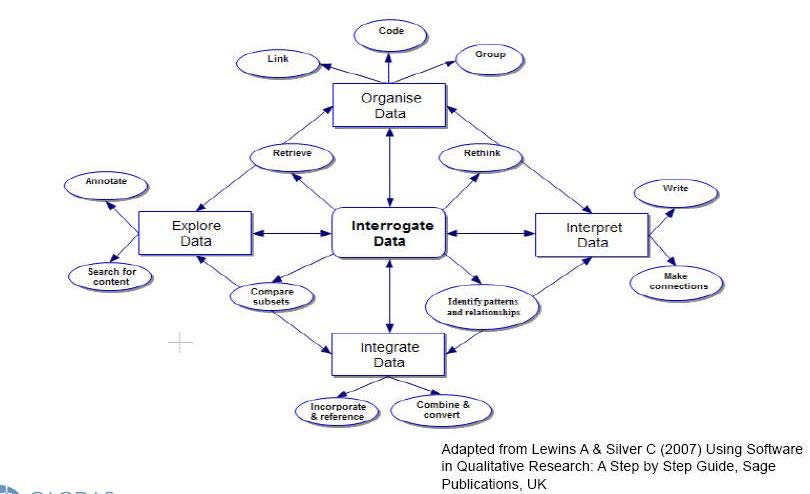 Code
Link
Group
Organise
Data
Retrieve
Rethink
Annotate
Write
Explore
Data
Interrogate
Data
Interpret
Data
Search for
content
Compare
subsets
Identify patterns
and relationships
Make
connections
Integrate
Data
Incorporate
& reference
Combine &
convert
Adapted from Lewins A & Silver C (2007) Using Software
in Qualitative Research: A Step by Step Guide, Sage
Publications, UK